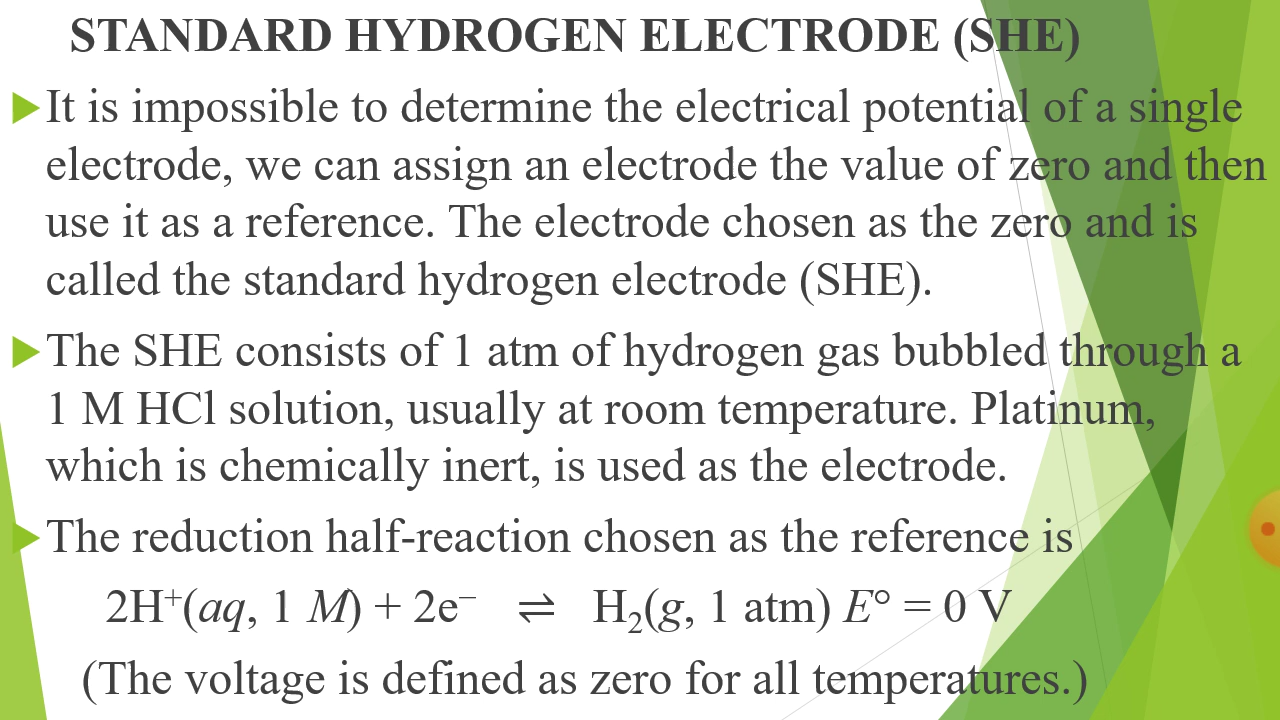 STANDARD HYDROGEN ELECTRODE (SHE)
It is impossible to determine the electrical potential of a single
electrode, we can assign an electrode the value of zero and then
use it as a reference. The electrode chosen as the zero and is
called the standard hydrogen electrode (SHE).
The SHE consists of 1 atm of hydrogen gas bubbled through a
1 M HCl solution, usually at room temperature. Platinum,
which is chemically inert, is used as the electrode.
The reduction half-reaction chosen as the reference is
2H⁺(aq, 1 M) + 2e⁻ ⇌ H₂(g, 1 atm) E° = 0 V
(The voltage is defined as zero for all temperatures.)